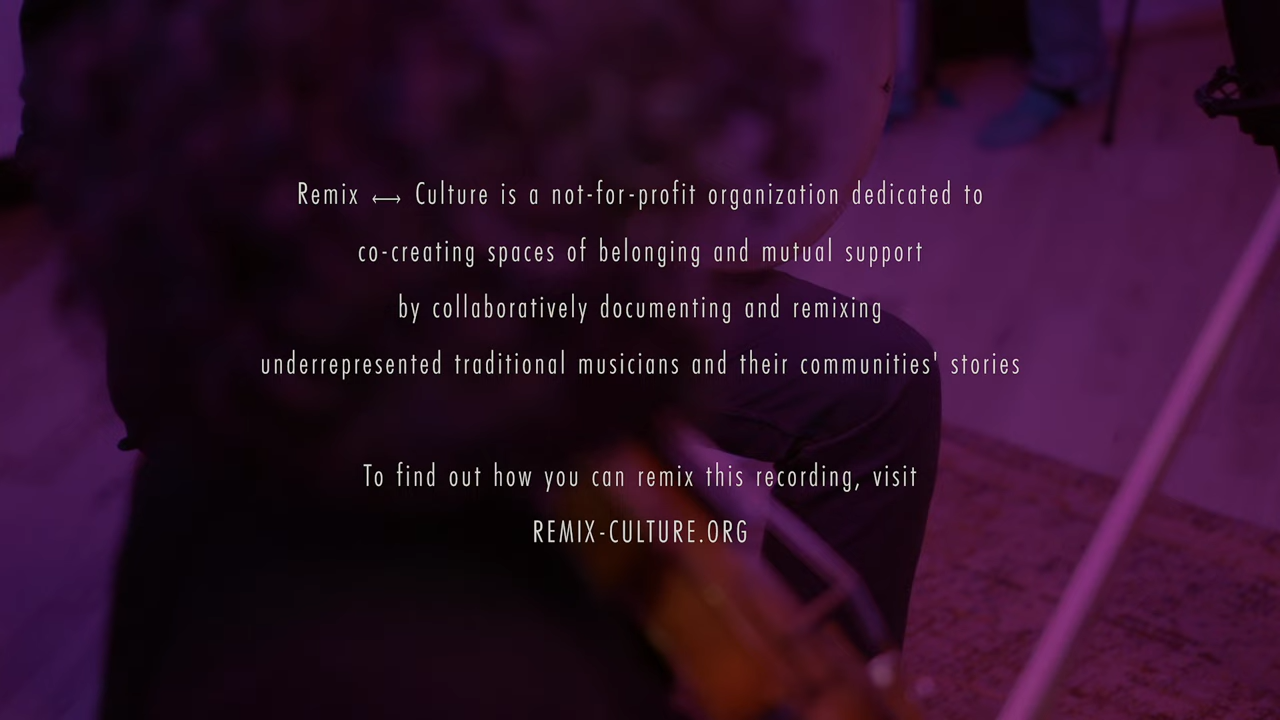 Remix ⟷ Culture is a not-for-profit organization dedicated to
co-creating spaces of belonging and mutual support
by collaboratively documenting and remixing
underrepresented traditional musicians and their communities' stories
To find out how you can remix this recording, visit
REMIX-CULTURE.ORG